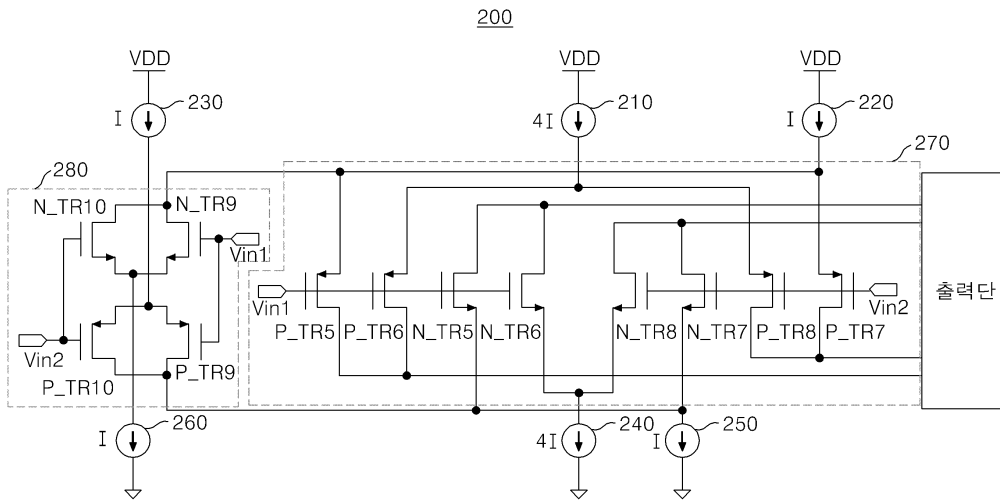 200
VDD
VDD
VDD
I
230
4I
210
I
220
270
280
N_TR10
N_TR9
Vin1
Vin1
Vin2
출력단
P_TR5
P_TR6
N_TR5
N_TR6
N_TR8
N_TR7
P_TR8
P_TR7
Vin2
P_TR10
P_TR9
I
260
4I
240
I
250